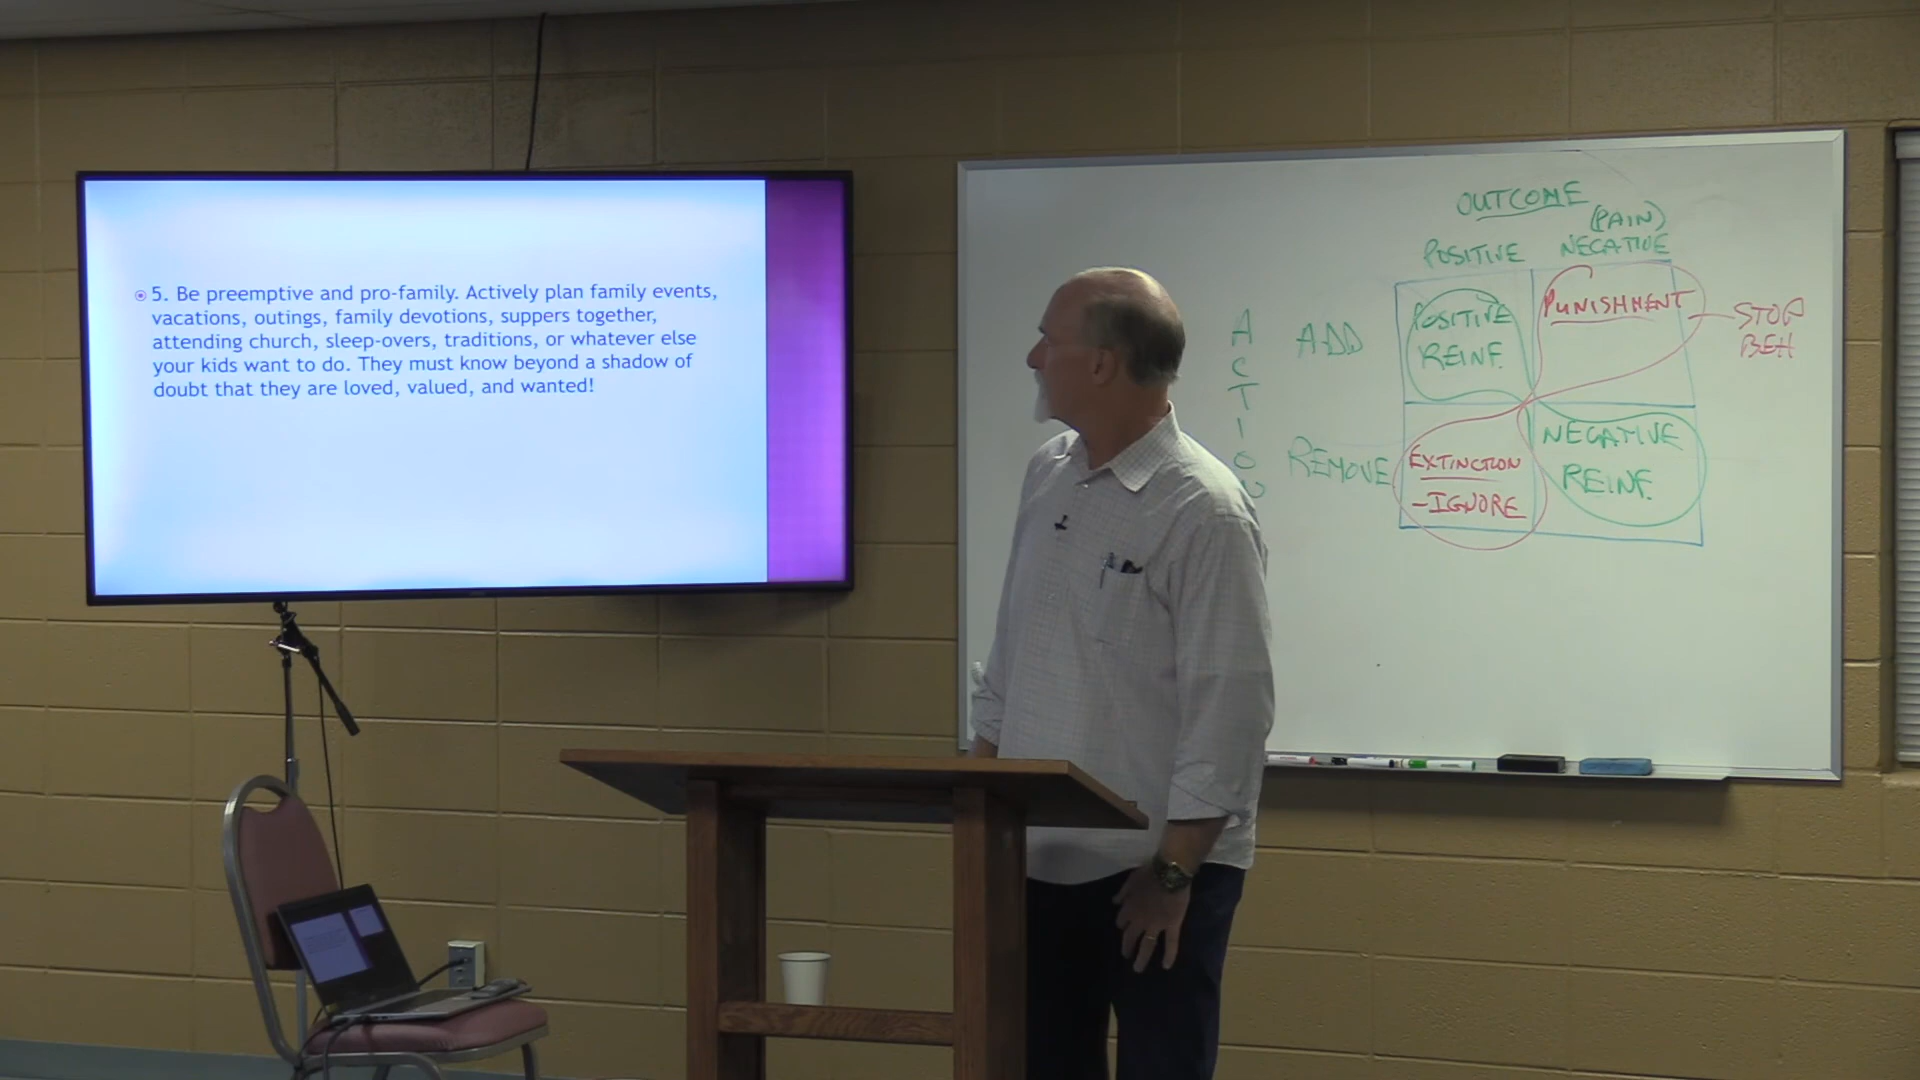 5. Be preemptive and pro-family. Actively plan family events,
vacations, outings, family devotions, suppers together,
attending church, sleep-overs, traditions, or whatever else
your kids want to do. They must know beyond a shadow of
doubt that they are loved, valued, and wanted!
OUTCOME
(PAIN)
POSITIVE NEGATIVE
ACTION
ADD
POSITIVE
REINF.
PUNISHMENT
STOP
BEH
REMOVE
EXTINCTION
-IGNORE
NEGATIVE
REINF.